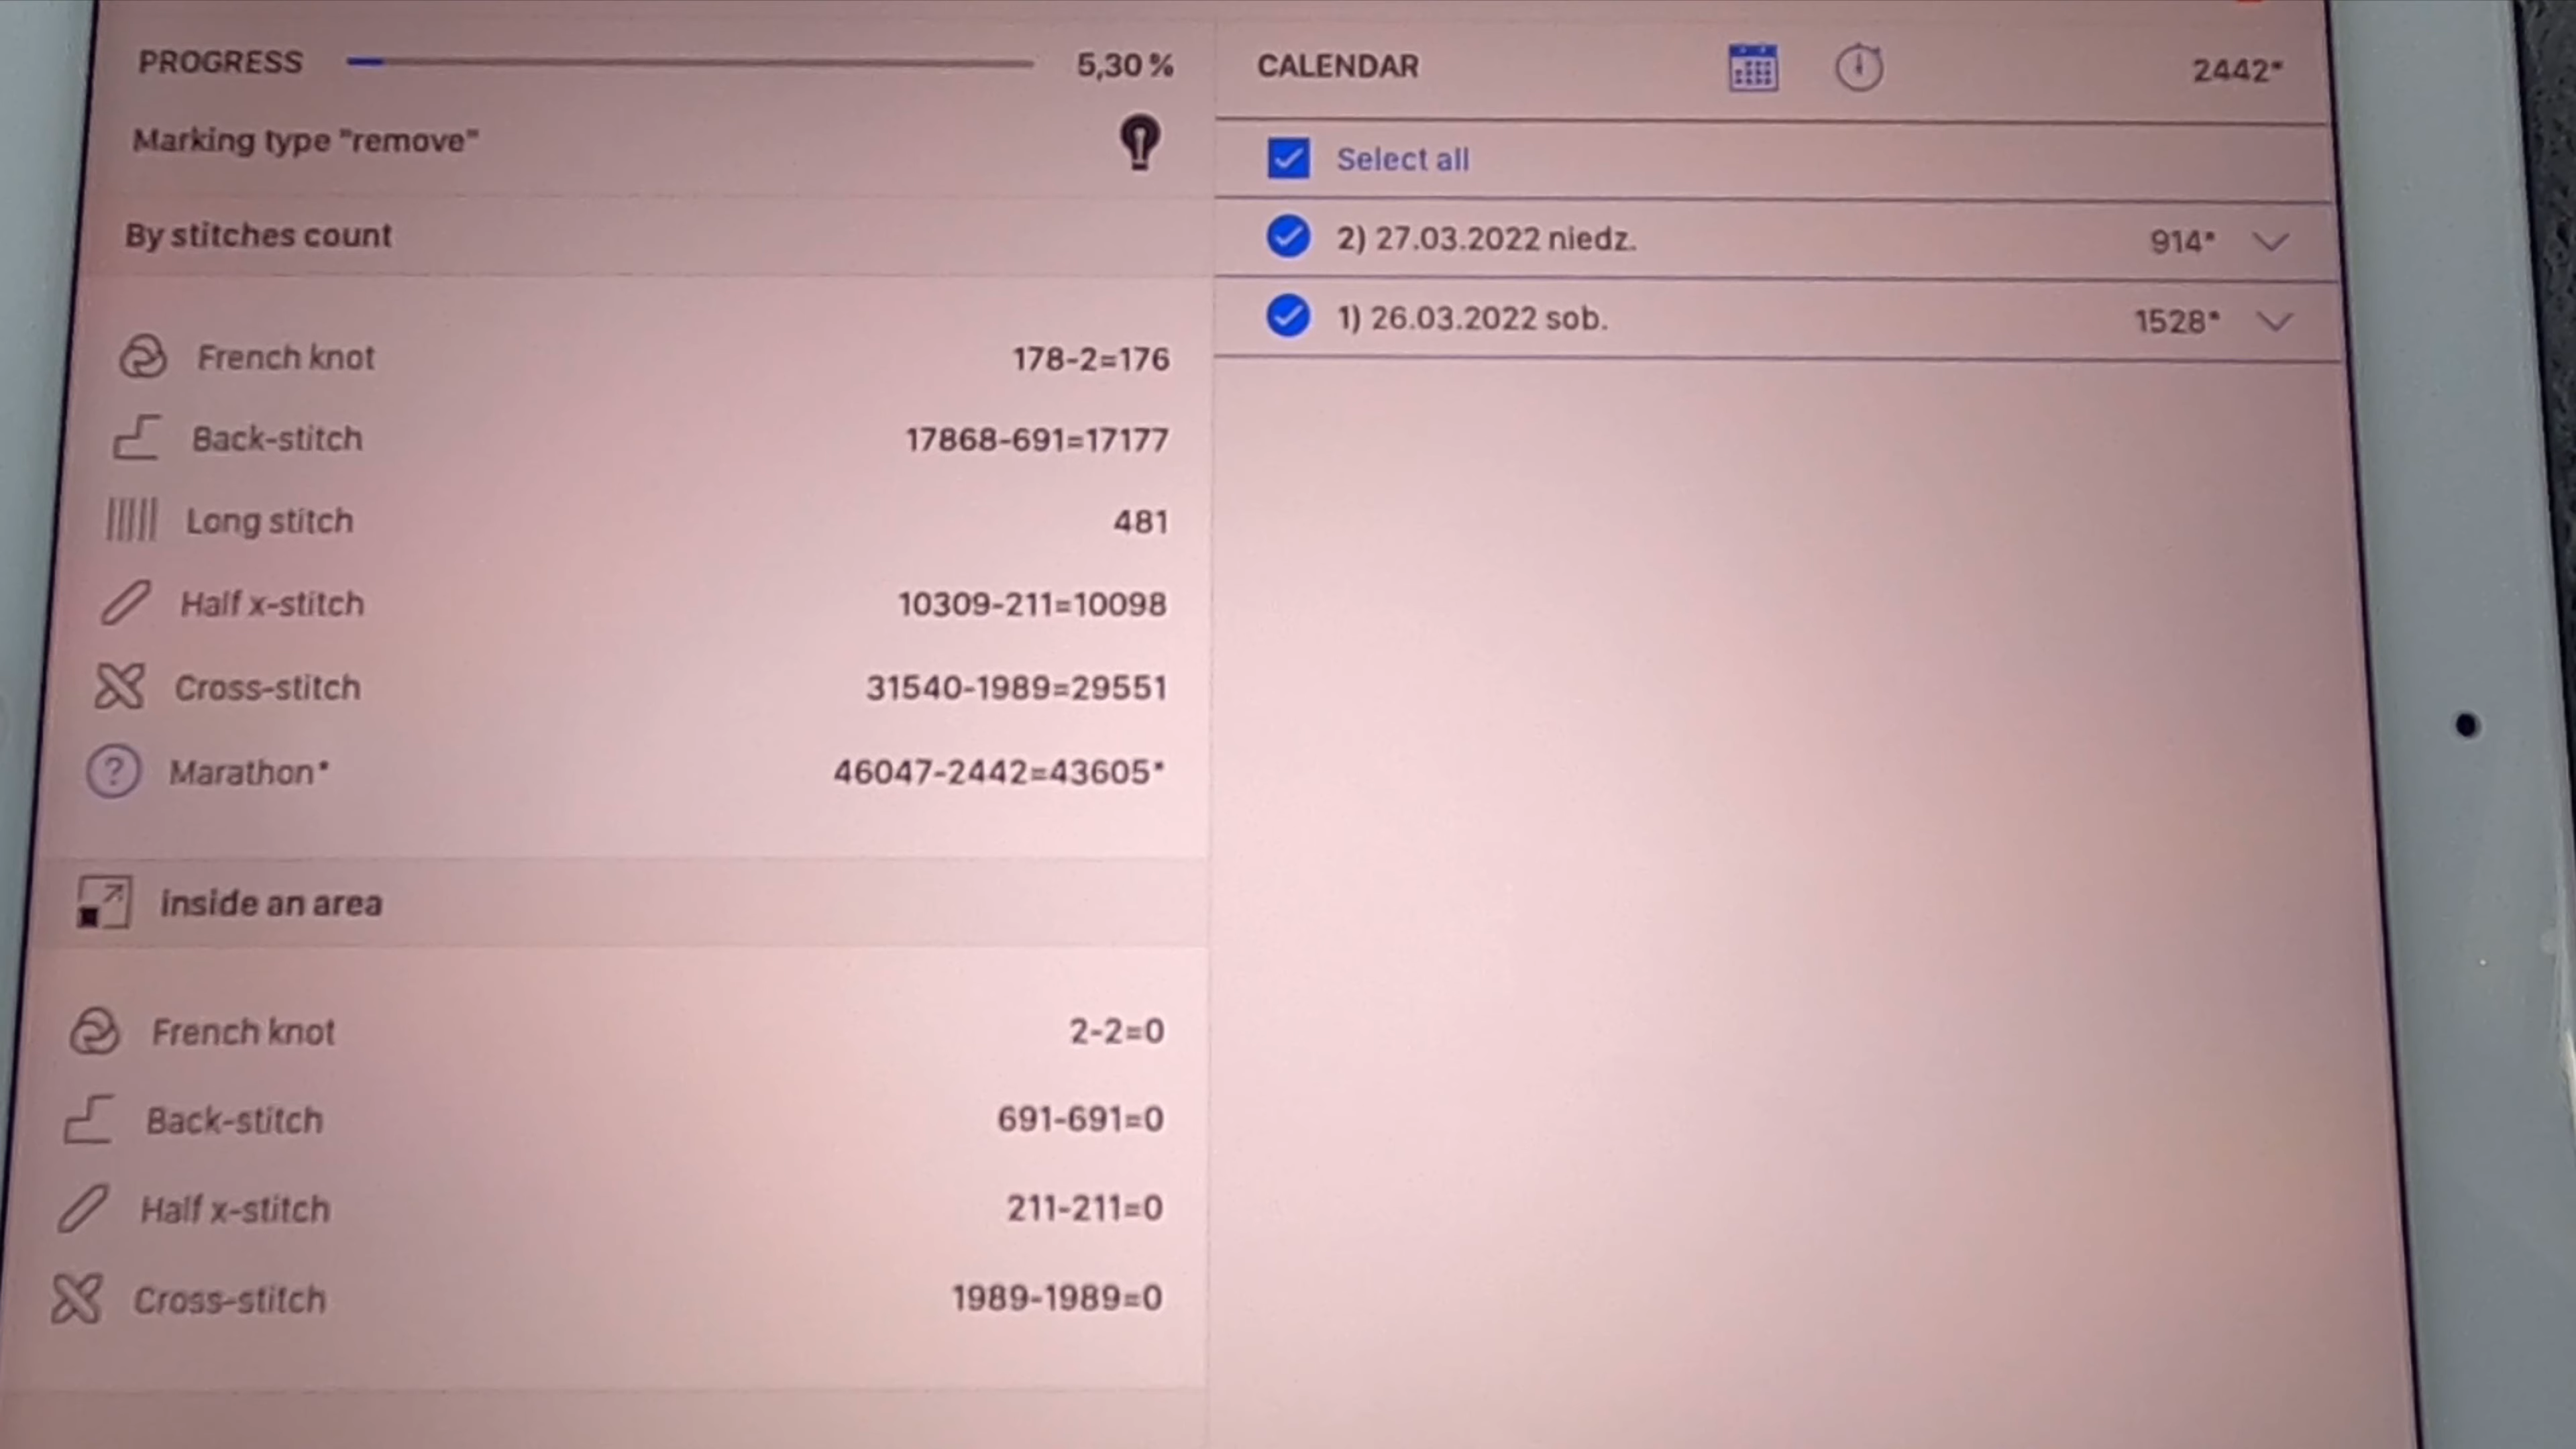 PROGRESS 5,30 %
Marking type "remove"
By stitches count
French knot 178-2=176
Back-stitch 17868-691=17177
Long stitch 481
Half x-stitch 10309-211=10098
Cross-stitch 31540-1989=29551
? Marathon* 46047-2442=43605*
inside an area
French knot 2-2=0
Back-stitch 691-691=0
Half x-stitch 211-211=0
Cross-stitch 1989-1989=0
CALENDAR 2442*
Select all
2) 27.03.2022 niedz. 914*
1) 26.03.2022 sob. 1528*